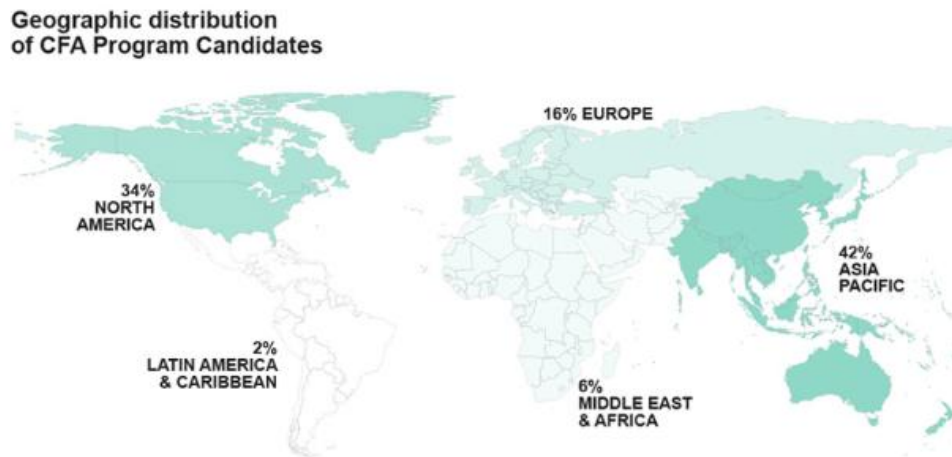 Geographic distribution
of CFA Program Candidates
16% EUROPE
34%
NORTH
AMERICA
42%
ASIA
PACIFIC
2%
LATIN AMERICA
& CARIBBEAN
6%
MIDDLE EAST
& AFRICA